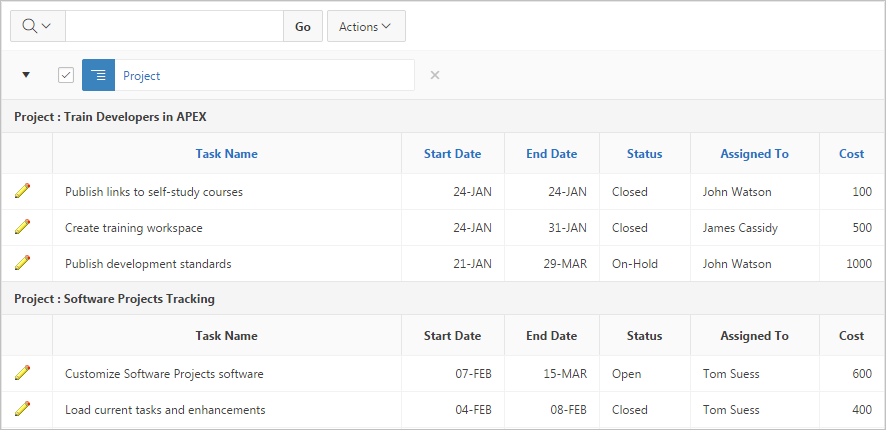 Go Actions
Project
Project : Train Developers in APEX
Task Name Start Date End Date Status Assigned To Cost
Publish links to self-study courses 24-JAN 24-JAN Closed John Watson 100
Create training workspace 24-JAN 31-JAN Closed James Cassidy 500
Publish development standards 21-JAN 29-MAR On-Hold John Watson 1000
Project : Software Projects Tracking
Task Name Start Date End Date Status Assigned To Cost
Customize Software Projects software 07-FEB 15-MAR Open Tom Suess 600
Load current tasks and enhancements 04-FEB 08-FEB Closed Tom Suess 400